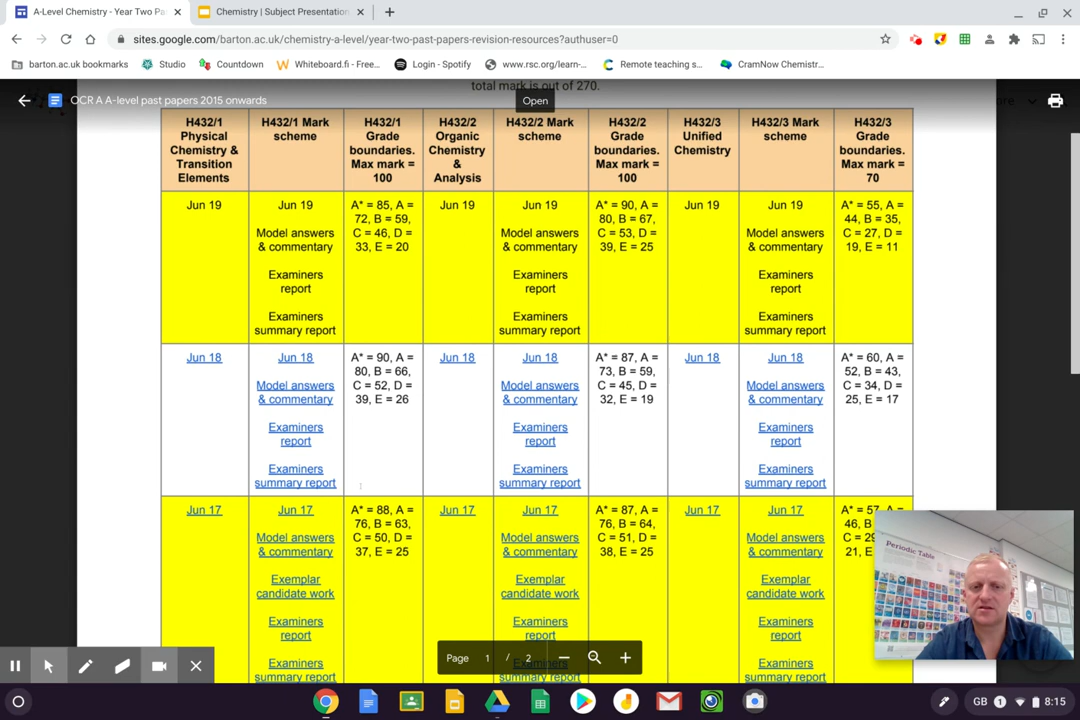 A-Level Chemistry - Year Two Pa
Chemistry | Subject Presentation
sites.google.com/barton.ac.uk/chemistry-a-level/year-two-past-papers-revision-resources?authuser=0
barton.ac.uk bookmarks
Studio
Countdown
Whiteboard.fi - Free...
Login - Spotify
www.rsc.org/learn-...
Remote teaching s...
CramNow Chemistr...
total mark is out of 270.
OCR A A-level past papers 2015 onwards
Open
H432/1
Physical
Chemistry &
Transition
Elements
H432/1 Mark
scheme
H432/1
Grade
boundaries.
Max mark =
100
H432/2
Organic
Chemistry
&
Analysis
H432/2 Mark
scheme
H432/2
Grade
boundaries.
Max mark =
100
H432/3
Unified
Chemistry
H432/3 Mark
scheme
H432/3
Grade
boundaries.
Max mark =
70
Jun 19
Jun 19
Model answers
& commentary
Examiners
report
Examiners
summary report
A* = 85, A =
72, B = 59,
C = 46, D =
33, E = 20
Jun 19
Jun 19
Model answers
& commentary
Examiners
report
Examiners
summary report
A* = 90, A =
80, B = 67,
C = 53, D =
39, E = 25
Jun 19
Jun 19
Model answers
& commentary
Examiners
report
Examiners
summary report
A* = 55, A =
44, B = 35,
C = 27, D =
19, E = 11
Jun 18
Jun 18
Model answers
& commentary
Examiners
report
Examiners
summary report
A* = 90, A =
80, B = 66,
C = 52, D =
39, E = 26
Jun 18
Jun 18
Model answers
& commentary
Examiners
report
Examiners
summary report
A* = 87, A =
73, B = 59,
C = 45, D =
32, E = 19
Jun 18
Jun 18
Model answers
& commentary
Examiners
report
Examiners
summary report
A* = 60, A =
52, B = 43,
C = 34, D =
25, E = 17
Jun 17
Jun 17
Model answers
& commentary
Exemplar
candidate work
Examiners
report
Examiners
summary report
A* = 88, A =
76, B = 63,
C = 50, D =
37, E = 25
Jun 17
Jun 17
Model answers
& commentary
Exemplar
candidate work
Examiners
report
Examiners
summary report
A* = 87, A =
76, B = 64,
C = 51, D =
38, E = 25
Jun 17
Jun 17
Model answers
& commentary
Exemplar
candidate work
Examiners
report
Examiners
summary report
A* = 57, A =
46, B
C = 29
21, E
Periodic Table
Page 1 / 2
GB
1
8:15